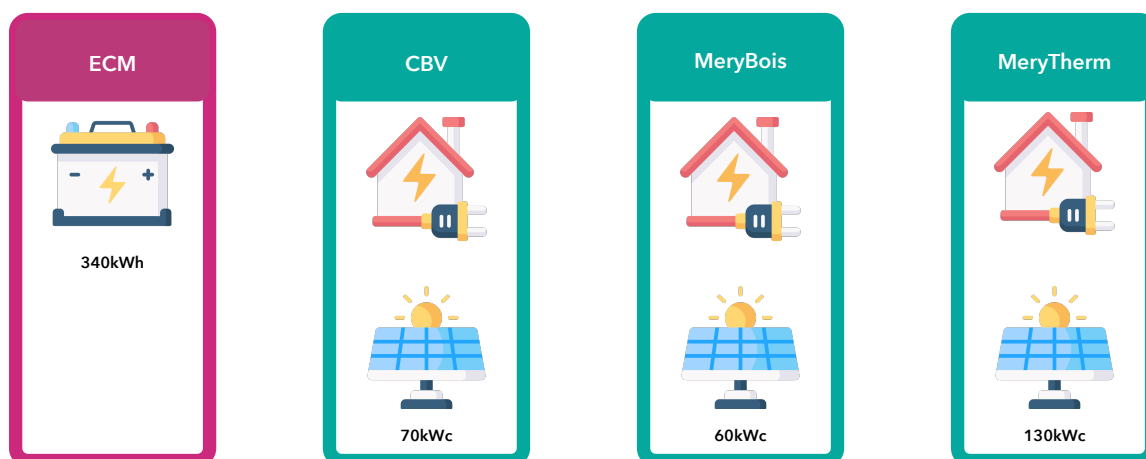 ECM
340kWh
CBV
70kWc
MeryBois
60kWc
MeryTherm
130kWc